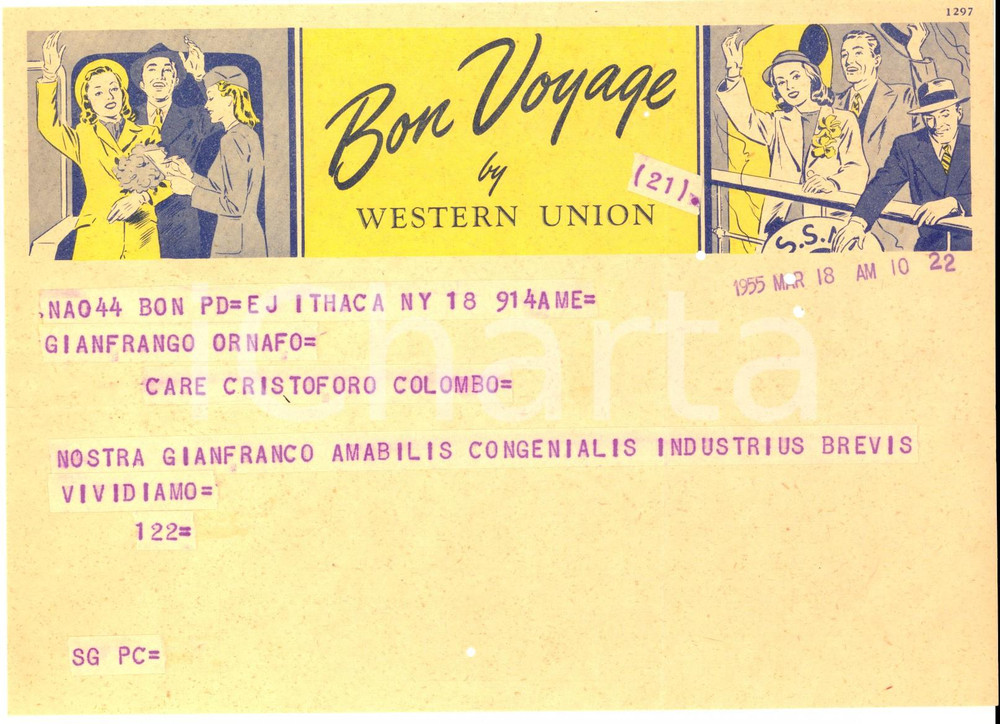 1297
Bon Voyage
by
WESTERN UNION
(21)=
S.S.
1955 MAR 18 AM 10 22
NA044 BON PD=EJ ITHACA NY 18 914AME=
GIANFRANGO ORNAFO=
CARE CRISTOFORO COLOMBO=
NOSTRA GIANFRANCO AMABILIS CONGENIALIS INDUSTRIUS BREVIS
VIVIDIAMO=
122=
SG PC=
iCharta